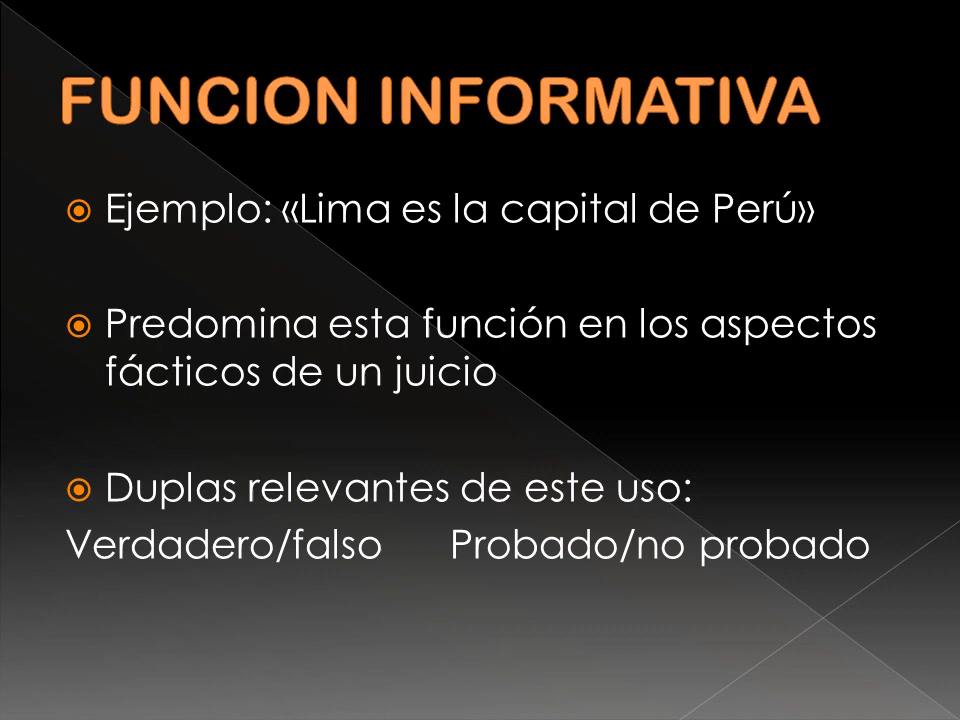 FUNCION INFORMATIVA
Ejemplo: «Lima es la capital de Perú»
Predomina esta función en los aspectos
fácticos de un juicio
Duplas relevantes de este uso:
Verdadero/falso Probado/no probado